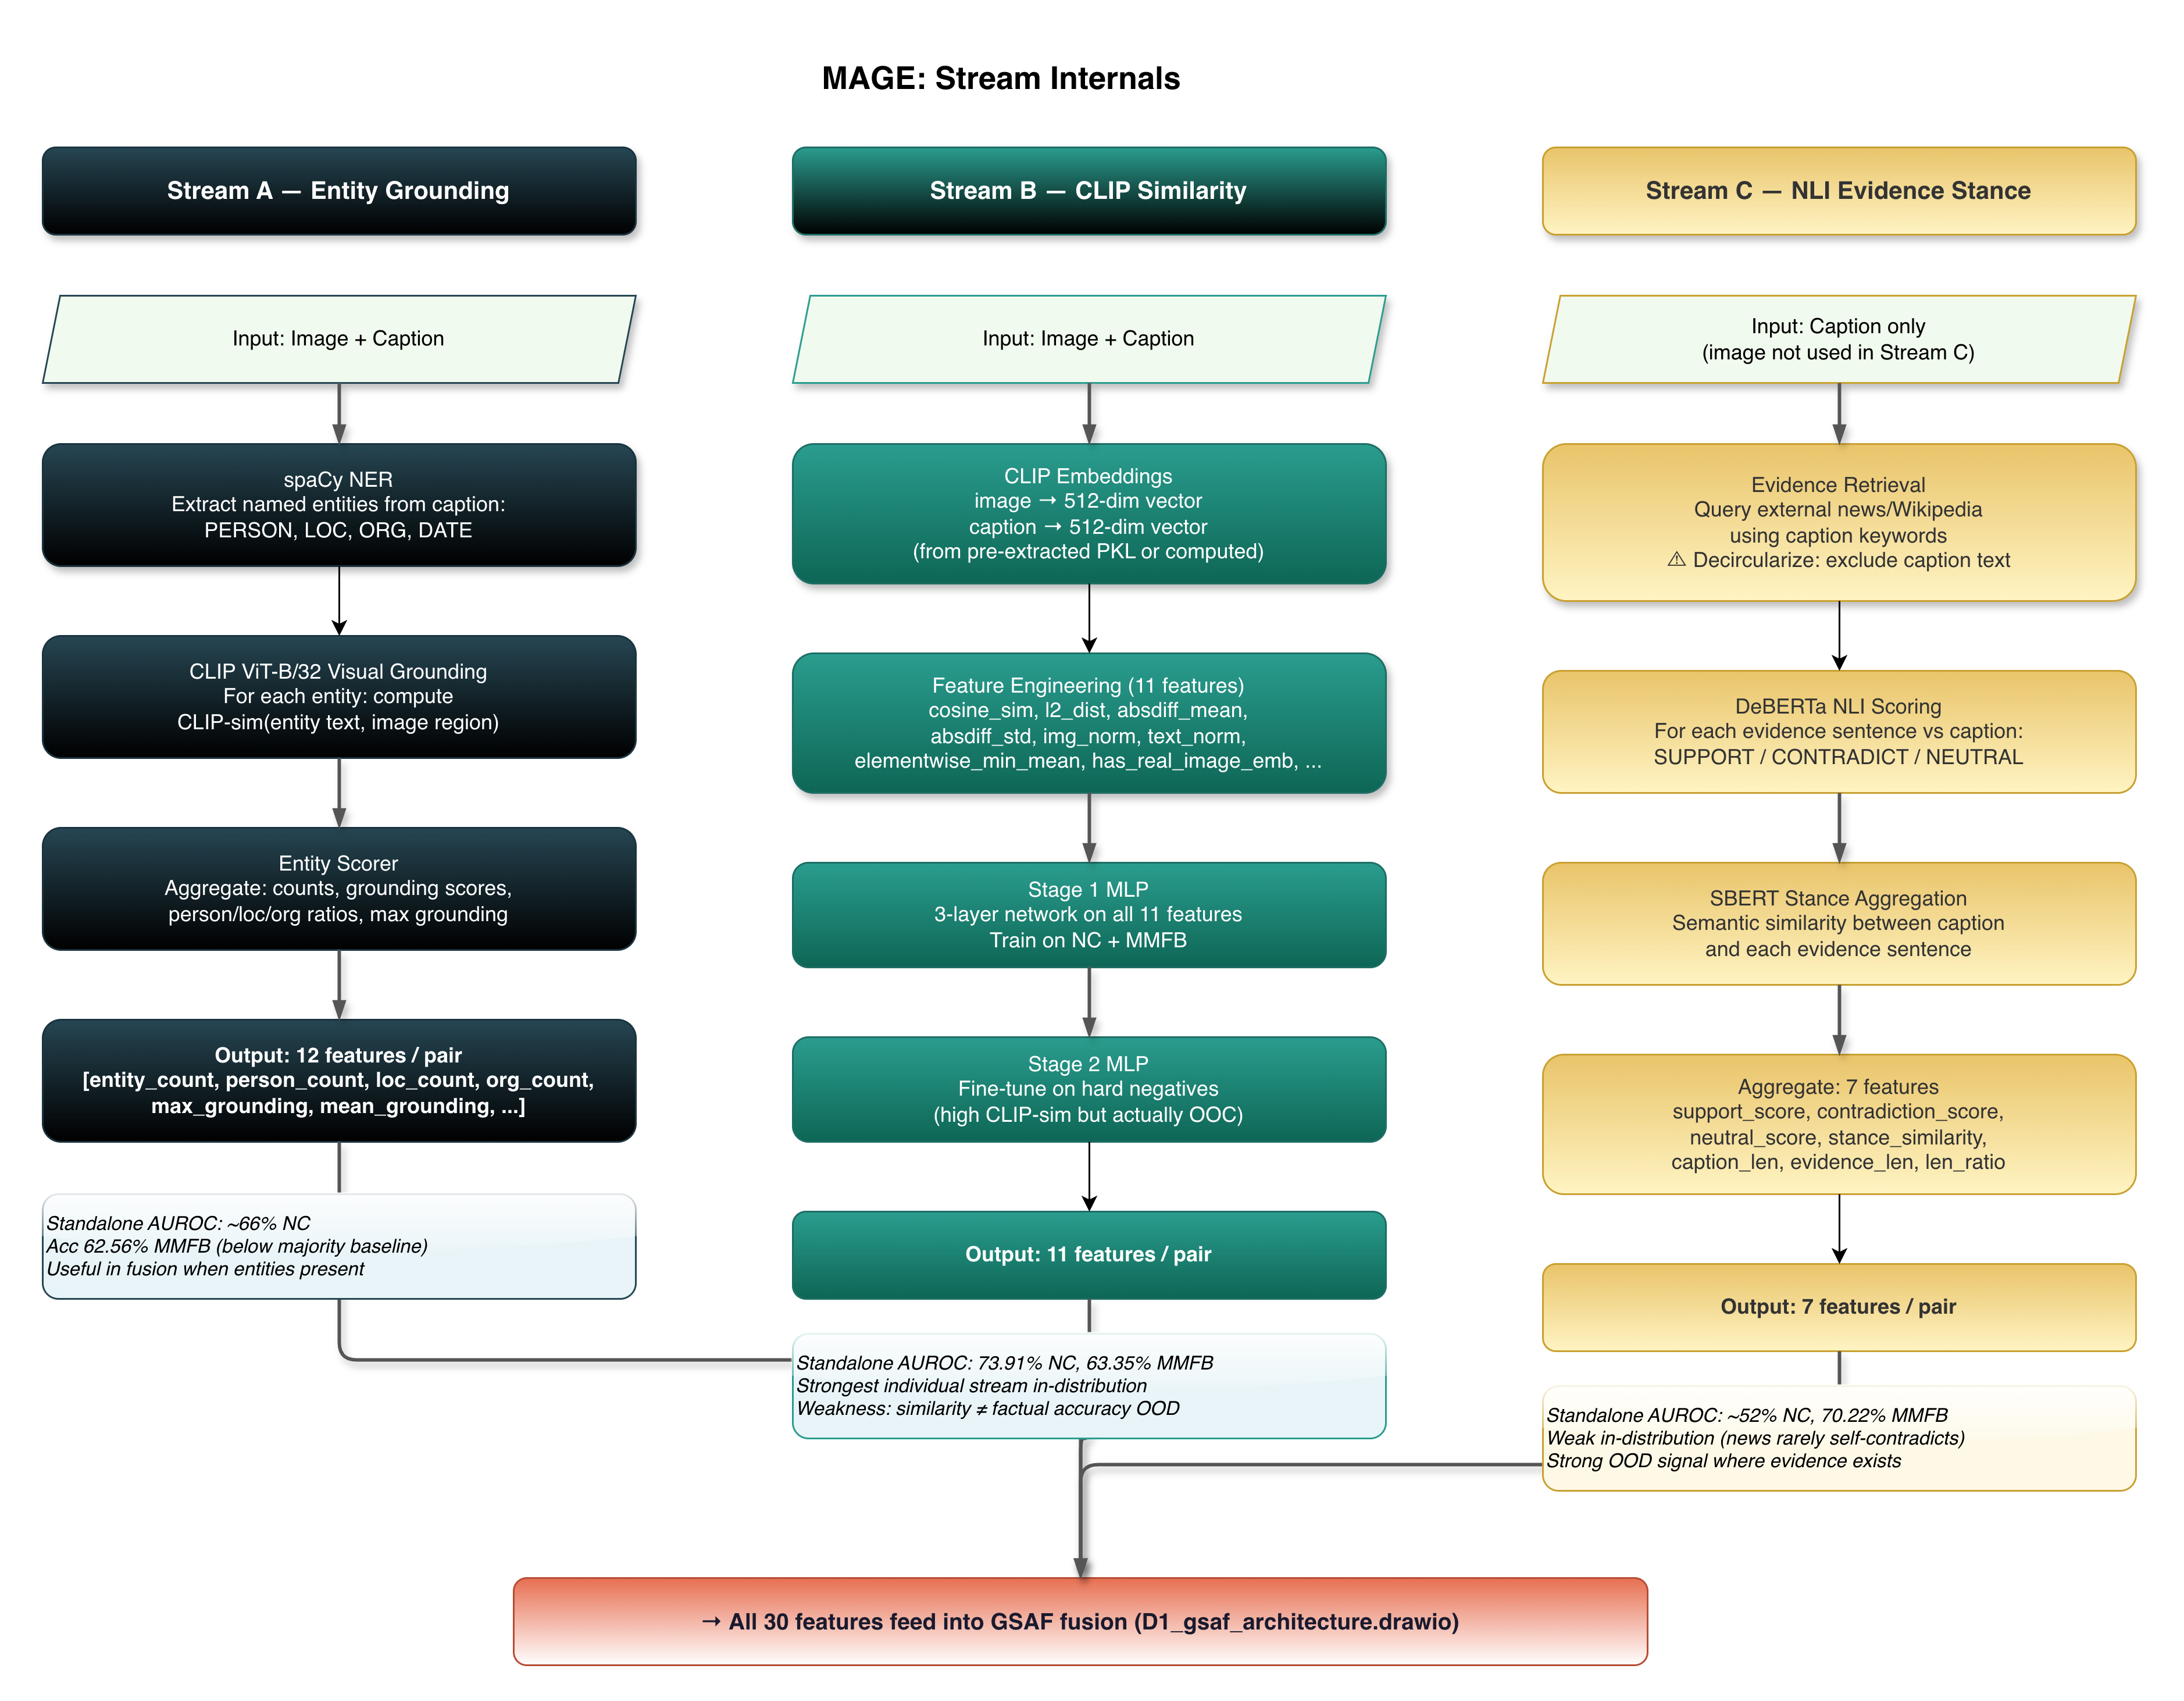 MAGE: Stream Internals
Stream A — Entity Grounding
Input: Image + Caption
spaCy NER
Extract named entities from caption:
PERSON, LOC, ORG, DATE
CLIP ViT-B/32 Visual Grounding
For each entity: compute
CLIP-sim(entity text, image region)
Entity Scorer
Aggregate: counts, grounding scores,
person/loc/org ratios, max grounding
Output: 12 features / pair
[entity_count, person_count, loc_count, org_count,
max_grounding, mean_grounding, ...]
Standalone AUROC: ~66% NC
Acc 62.56% MMFB (below majority baseline)
Useful in fusion when entities present
Stream B — CLIP Similarity
Input: Image + Caption
CLIP Embeddings
image → 512-dim vector
caption → 512-dim vector
(from pre-extracted PKL or computed)
Feature Engineering (11 features)
cosine_sim, l2_dist, absdiff_mean,
absdiff_std, img_norm, text_norm,
elementwise_min_mean, has_real_image_emb, ...
Stage 1 MLP
3-layer network on all 11 features
Train on NC + MMFB
Stage 2 MLP
Fine-tune on hard negatives
(high CLIP-sim but actually OOC)
Output: 11 features / pair
Standalone AUROC: 73.91% NC, 63.35% MMFB
Strongest individual stream in-distribution
Weakness: similarity ≠ factual accuracy OOD
Stream C — NLI Evidence Stance
Input: Caption only
(image not used in Stream C)
Evidence Retrieval
Query external news/Wikipedia
using caption keywords
⚠ Decircularize: exclude caption text
DeBERTa NLI Scoring
For each evidence sentence vs caption:
SUPPORT / CONTRADICT / NEUTRAL
SBERT Stance Aggregation
Semantic similarity between caption
and each evidence sentence
Aggregate: 7 features
support_score, contradiction_score,
neutral_score, stance_similarity,
caption_len, evidence_len, len_ratio
Output: 7 features / pair
Standalone AUROC: ~52% NC, 70.22% MMFB
Weak in-distribution (news rarely self-contradicts)
Strong OOD signal where evidence exists
→ All 30 features feed into GSAF fusion (D1_gsaf_architecture.drawio)